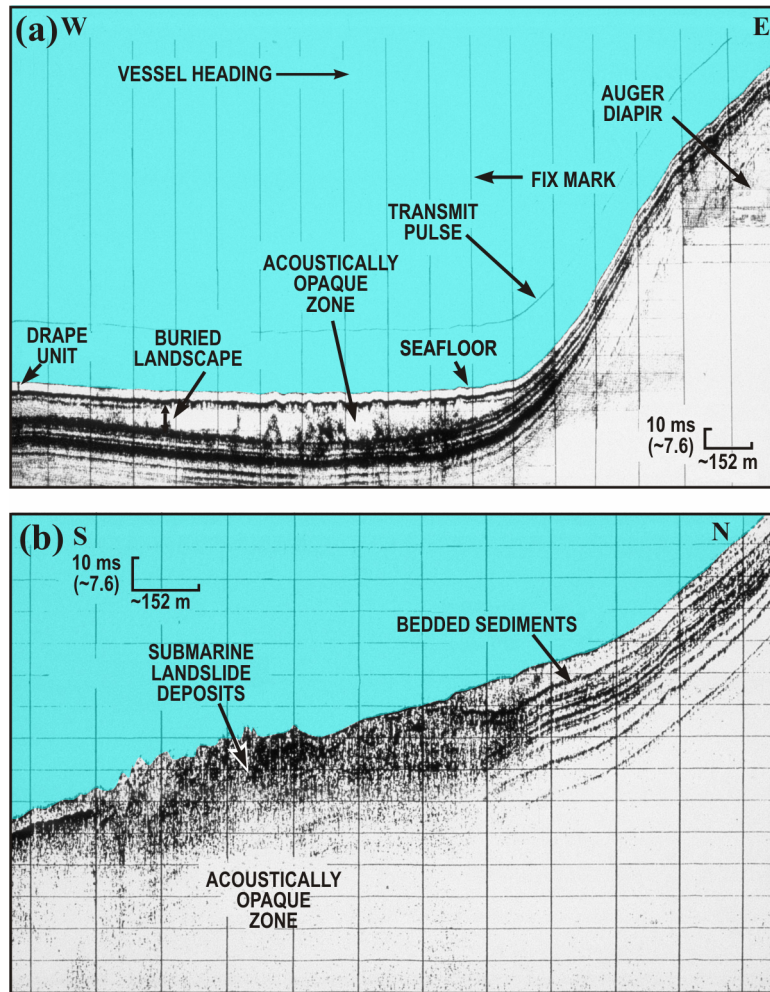 (a) W
E
VESSEL HEADING
AUGER
DIAPIR
FIX MARK
TRANSMIT
PULSE
ACOUSTICALLY
OPAQUE
ZONE
DRAPE
UNIT
BURIED
LANDSCAPE
SEAFLOOR
10 ms
(~7.6)
~152 m
(b) S
N
10 ms
(~7.6)
~152 m
BEDDED SEDIMENTS
SUBMARINE
LANDSLIDE
DEPOSITS
ACOUSTICALLY
OPAQUE
ZONE